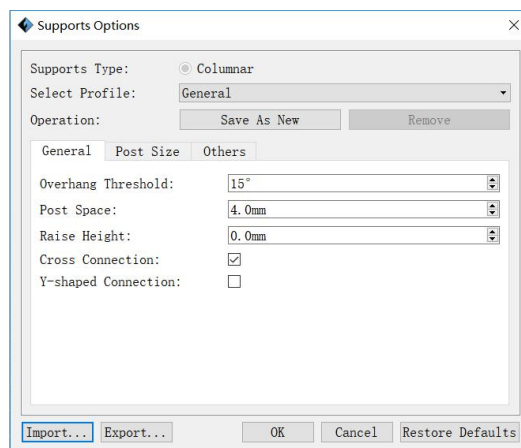 Supports Options
Supports Type: Columnar
Select Profile: General
Operation: Save As New Remove
General Post Size Others
Overhang Threshold: 15°
Post Space: 4.0mm
Raise Height: 0.0mm
Cross Connection:
Y-shaped Connection:
Import... Export... OK Cancel Restore Defaults